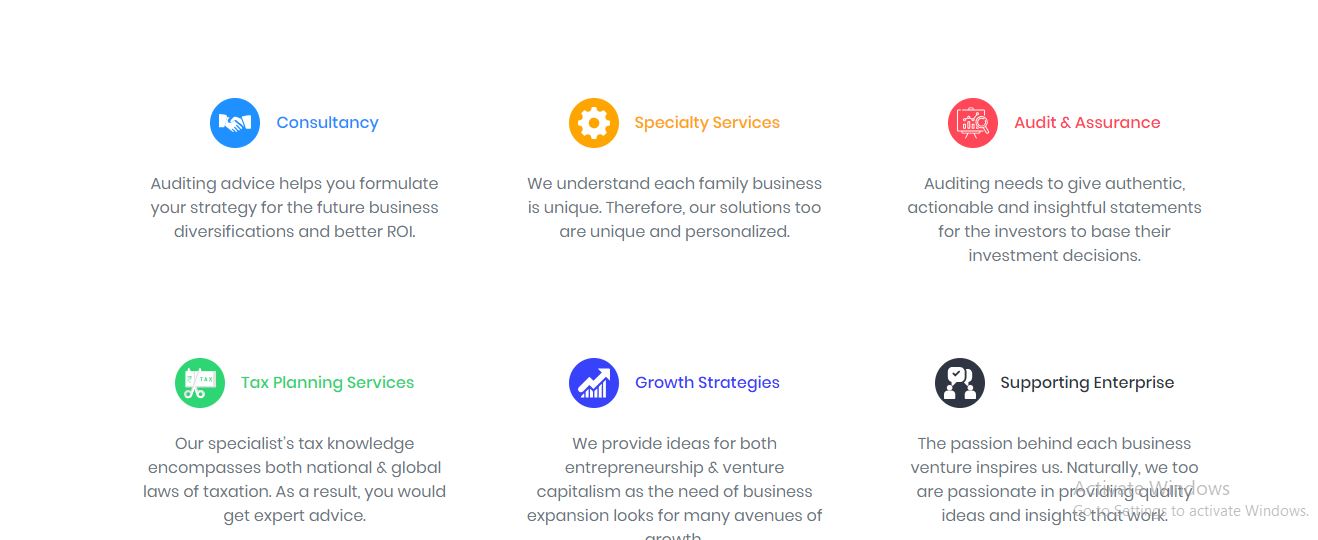 Consultancy
Auditing advice helps you formulate
your strategy for the future business
diversifications and better ROI.
Specialty Services
We understand each family business
is unique. Therefore, our solutions too
are unique and personalized.
Audit & Assurance
Auditing needs to give authentic,
actionable and insightful statements
for the investors to base their
investment decisions.
TAX
Tax Planning Services
Our specialist's tax knowledge
encompasses both national & global
laws of taxation. As a result, you would
get expert advice.
Growth Strategies
We provide ideas for both
entrepreneurship & venture
capitalism as the need of business
expansion looks for many avenues of
growth.
Supporting Enterprise
The passion behind each business
venture inspires us. Naturally, we too
are passionate in providing quality
ideas and insights that work.
Activate Windows
Go to Settings to activate Windows.